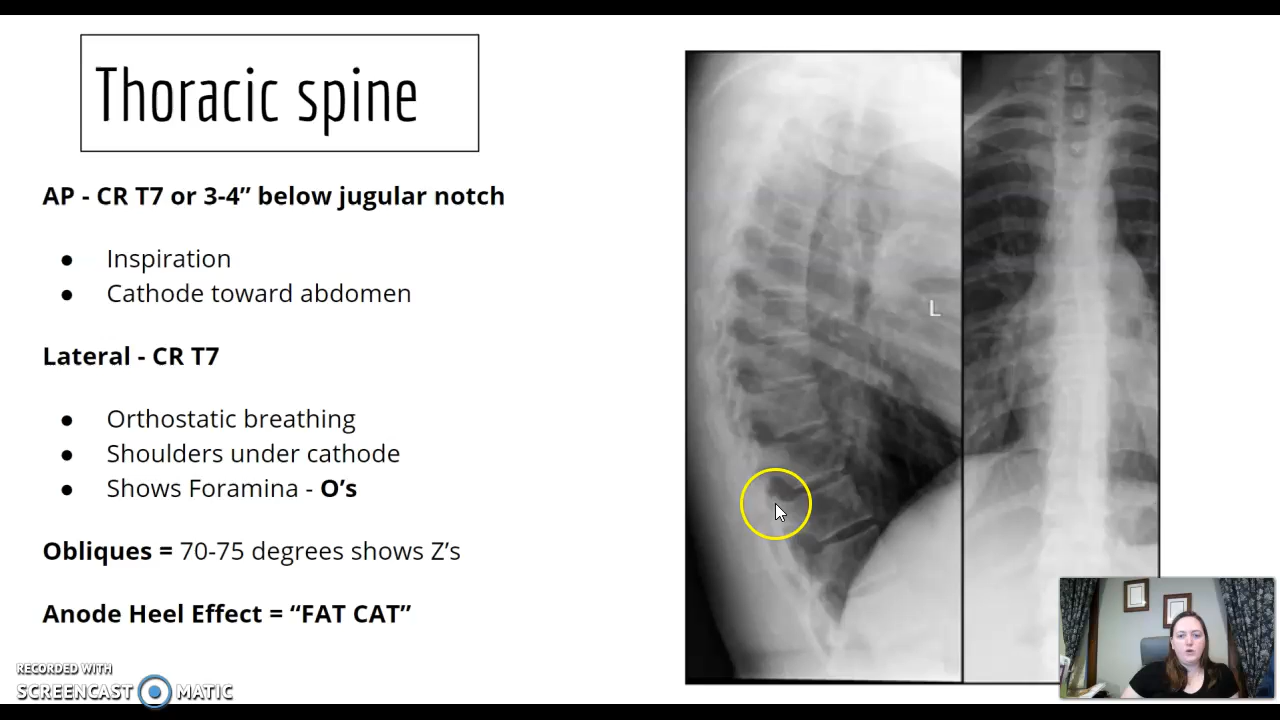 Thoracic spine
AP - CR T7 or 3-4” below jugular notch
● Inspiration
● Cathode toward abdomen
Lateral - CR T7
● Orthostatic breathing
● Shoulders under cathode
● Shows Foramina - O’s
Obliques = 70-75 degrees shows Z’s
Anode Heel Effect = “FAT CAT”
L
RECORDED WITH
SCREENCAST MATIC